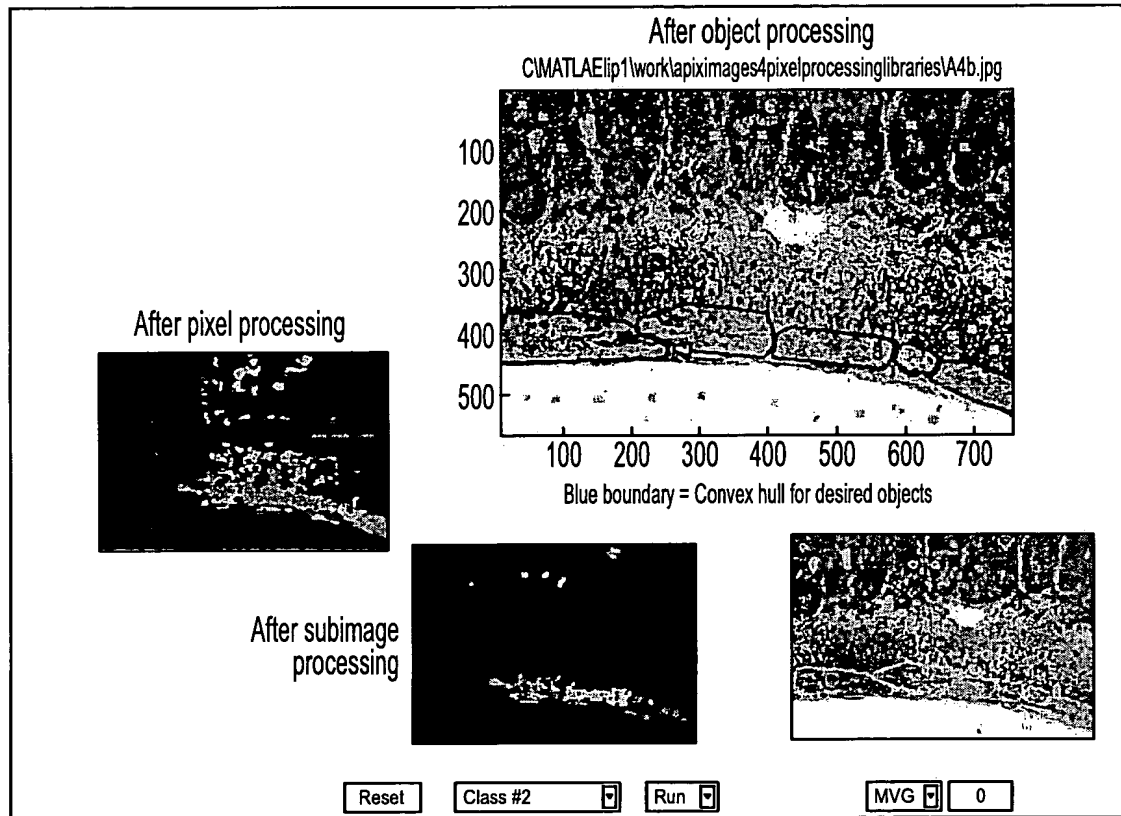 After object processing
C\MATLAElip1\work\apiximages4pixelprocessinglibraries\A4b.jpg
100
200
300
400
500
100 200 300 400 500 600 700
Blue boundary = Convex hull for desired objects
After pixel processing
After subimage
processing
Reset Class #2 Run MVG 0